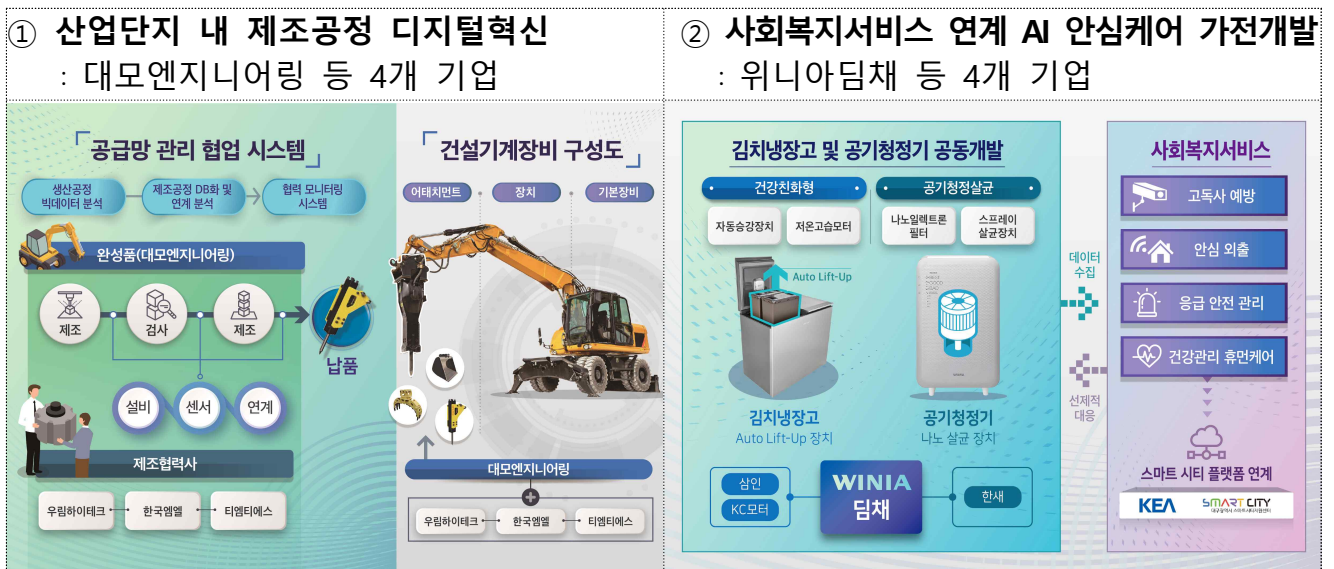 ① 산업단지 내 제조공정 디지털혁신
: 대모엔지니어링 등 4개 기업
「공급망 관리 협업 시스템」
생산공정
빅데이터 분석
제조공정 DB화 및
연계 분석
협력 모니터링
시스템
완성품(대모엔지니어링)
제조
검사
제조
납품
설비
센서
연계
제조협력사
우림하이테크
한국엠엘
티엠티에스
「건설기계장비 구성도」
어태치먼트
장치
기본장비
대모엔지니어링
우림하이테크
한국엠엘
티엠티에스
② 사회복지서비스 연계 AI 안심케어 가전개발
: 위니아딤채 등 4개 기업
김치냉장고 및 공기청정기 공동개발
건강친화형
공기청정살균
자동승강장치
저온고습모터
나노일렉트론
필터
스프레이
살균장치
Auto Lift-Up
WINIA
김치냉장고
Auto Lift-Up 장치
공기청정기
나노 살균 장치
삼인
KC모터
WINIA
딤채
한새
데이터
수집
선제적
대응
사회복지서비스
고독사 예방
안심 외출
응급 안전 관리
건강관리 휴먼케어
스마트 시티 플랫폼 연계
KEA
SMART CITY
대구광역시 스마트시티지원센터